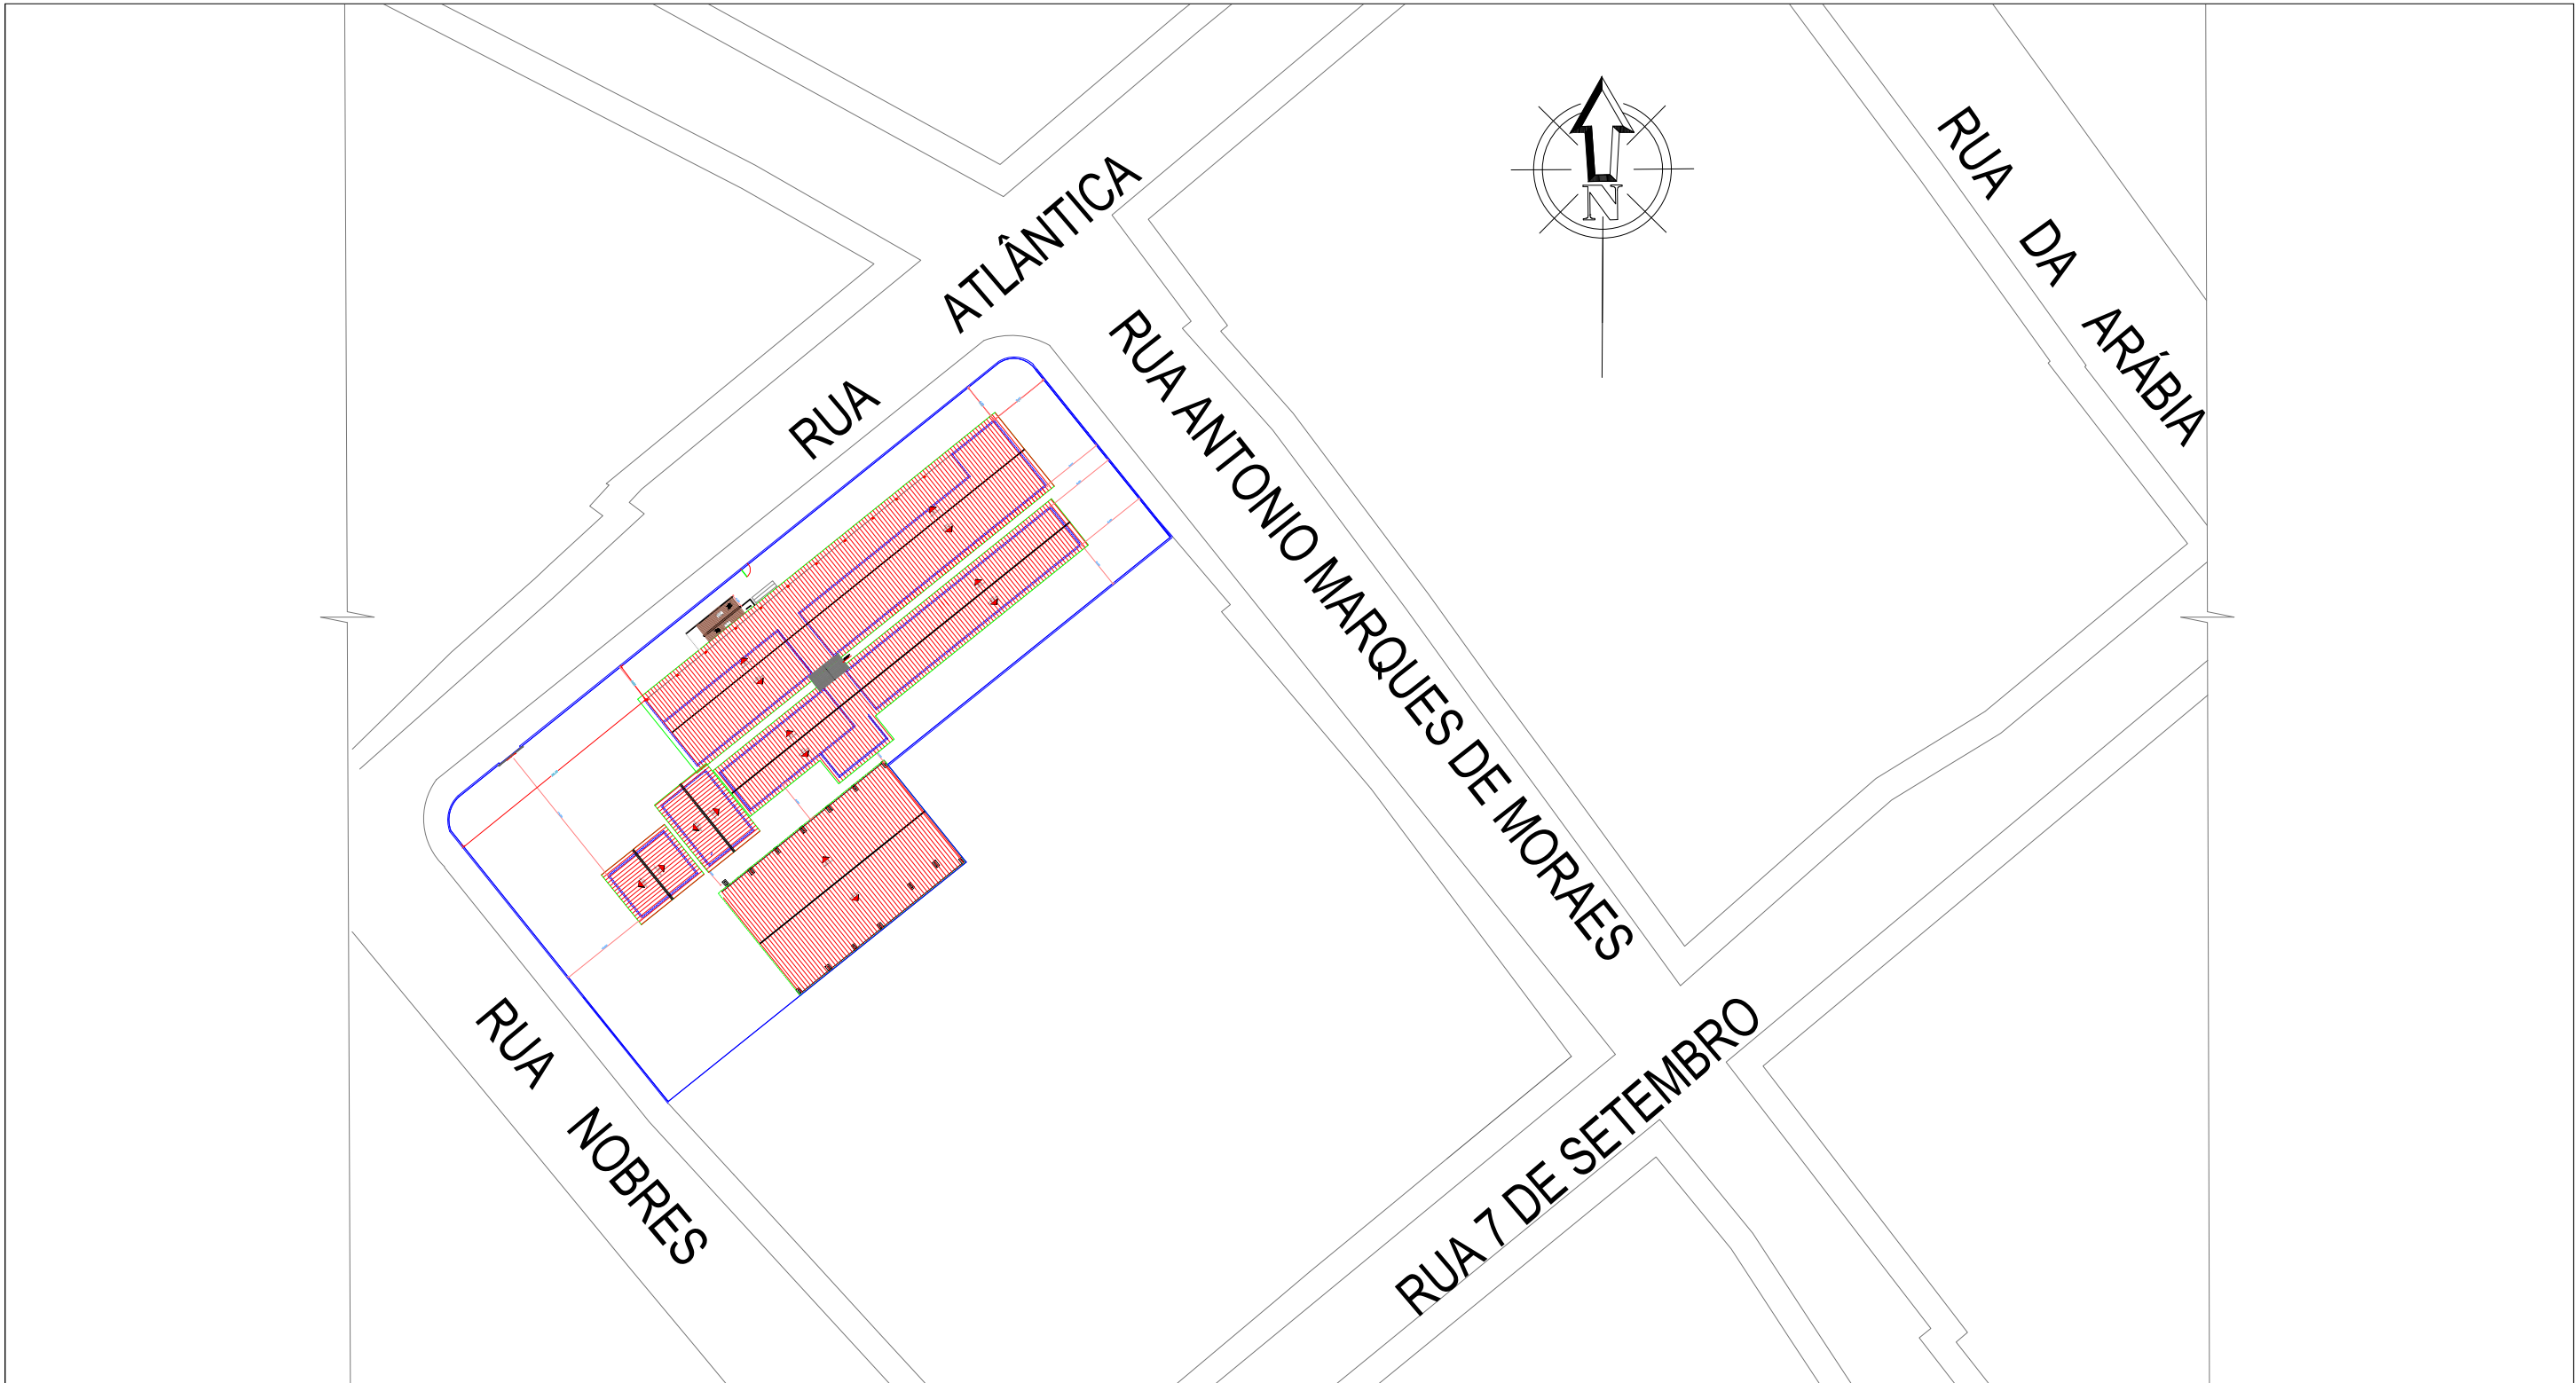 RUA ATLÂNTICA
N
RUA DA ARÁBIA
RUA ANTONIO MARQUES DE MORAES
RUA NOBRES
RUA 7 DE SETEMBRO